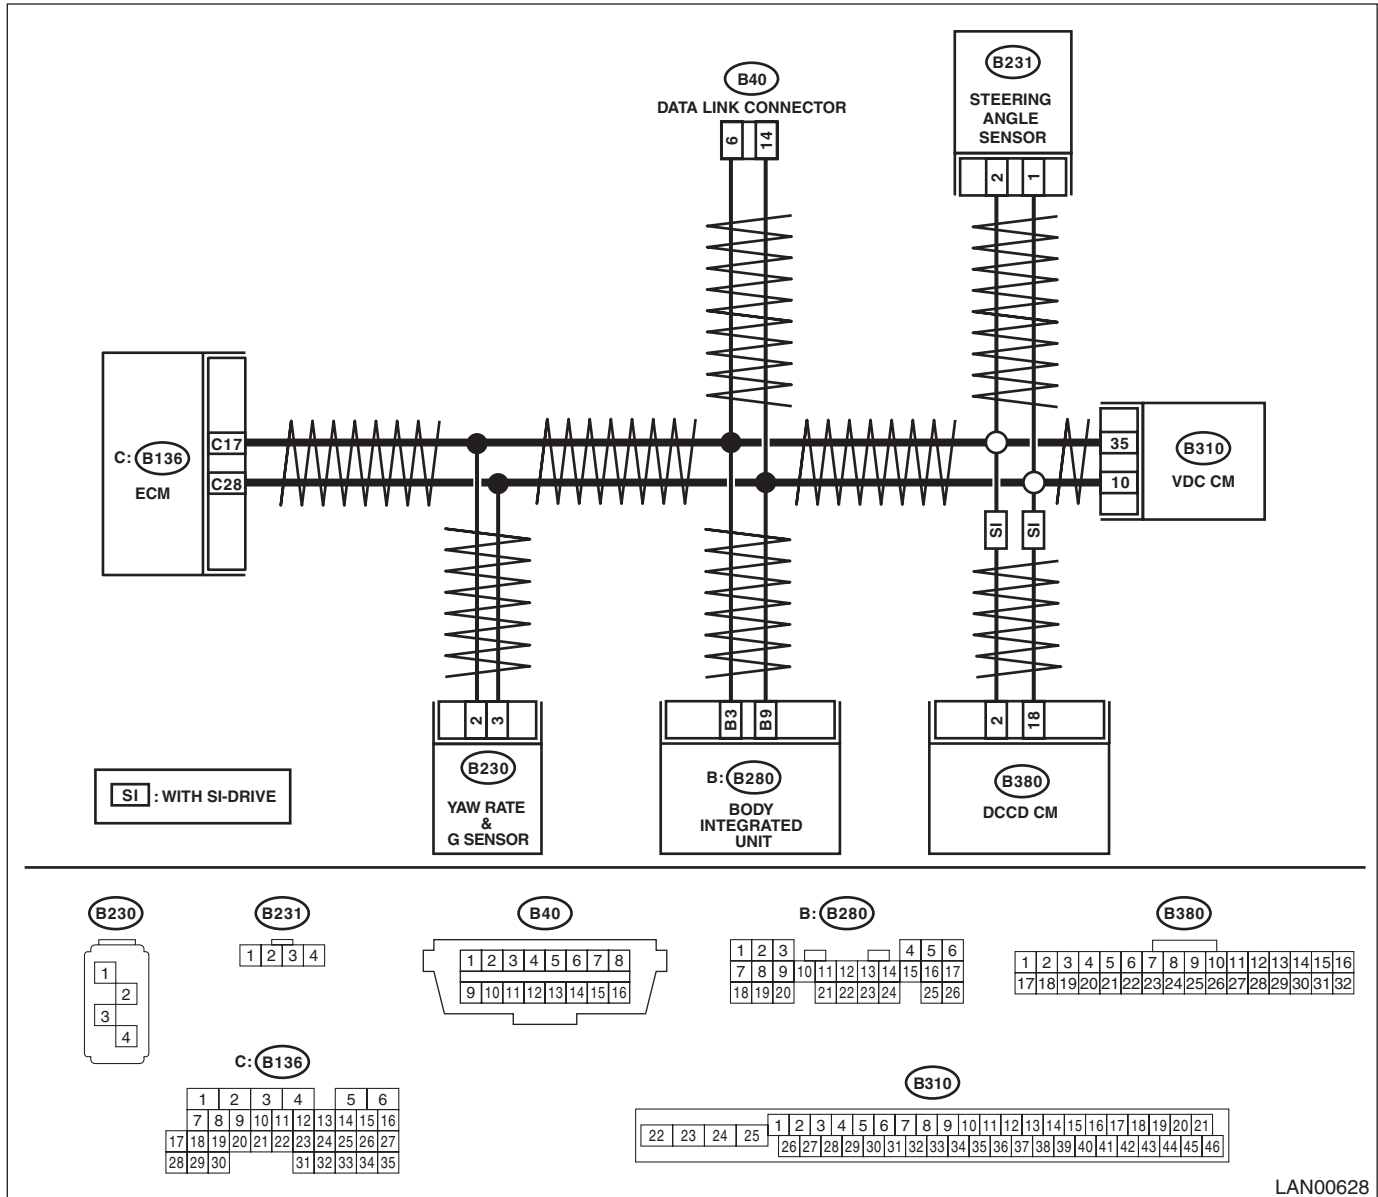 B40
DATA LINK CONNECTOR
6 14
B231
STEERING
ANGLE
SENSOR
2 1
C: B136
ECM
C17
C28
35
10
B310
VDC CM
SI SI
2 3
B230
YAW RATE
&
G SENSOR
B3 B9
B: B280
BODY
INTEGRATED
UNIT
2 18
B380
DCCD CM
SI : WITH SI-DRIVE
B230
1
2
3
4
B231
1 2 3 4
B40
1 2 3 4 5 6 7 8
9 10 11 12 13 14 15 16
B: B280
1 2 3 4 5 6
7 8 9 10 11 12 13 14 15 16 17
18 19 20 21 22 23 24 25 26
B380
1 2 3 4 5 6 7 8 9 10 11 12 13 14 15 16
17 18 19 20 21 22 23 24 25 26 27 28 29 30 31 32
C: B136
1 2 3 4 5 6
7 8 9 10 11 12 13 14 15 16
17 18 19 20 21 22 23 24 25 26 27
28 29 30 31 32 33 34 35
B310
22 23 24 25
1 2 3 4 5 6 7 8 9 10 11 12 13 14 15 16 17 18 19 20 21
26 27 28 29 30 31 32 33 34 35 36 37 38 39 40 41 42 43 44 45 46
LAN00628